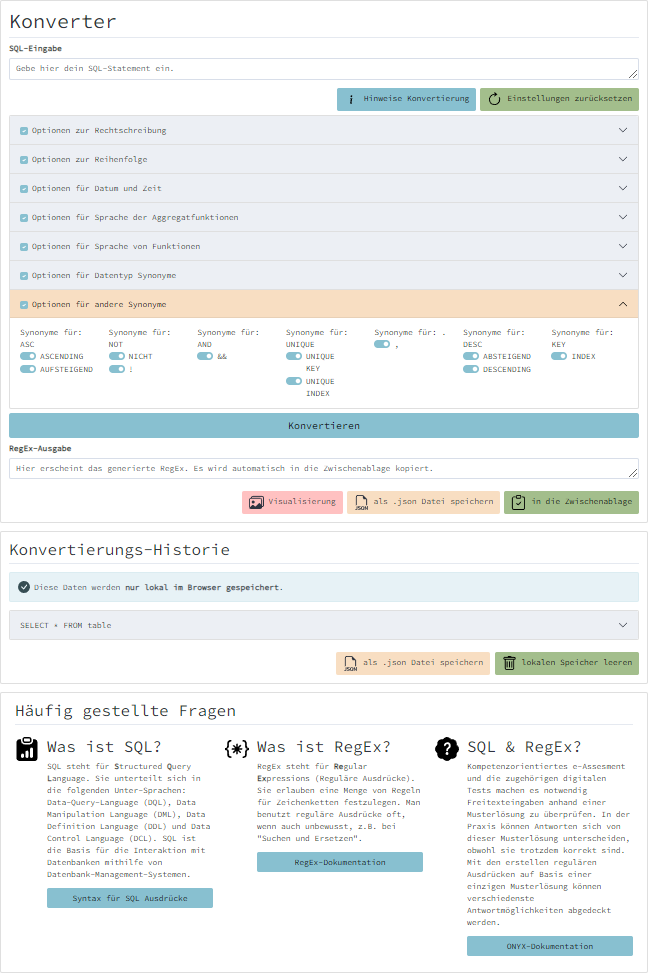 Konverter
SQL-Eingabe
Gebe hier dein SQL-Statement ein.
i Hinweise Konvertierung
Einstellungen zurücksetzen
Optionen zur Rechtschreibung
Optionen zur Reihenfolge
Optionen für Datum und Zeit
Optionen für Sprache der Aggregatfunktionen
Optionen für Sprache von Funktionen
Optionen für Datentyp Synonyme
Optionen für andere Synonyme
Synonyme für:
ASC
ASCENDING
AUFSTEIGEND
Synonyme für:
NOT
NICHT
!
Synonyme für:
AND
&&
Synonyme für:
UNIQUE
UNIQUE
KEY
UNIQUE
INDEX
Synonyme für: .
,
Synonyme für:
DESC
ABSTEIGEND
DESCENDING
Synonyme für:
KEY
INDEX
Konvertieren
RegEx-Ausgabe
Hier erscheint das generierte RegEx. Es wird automatisch in die Zwischenablage kopiert.
Visualisierung
JSON als .json Datei speichern
in die Zwischenablage
Konvertierungs-Historie
Diese Daten werden nur lokal im Browser gespeichert.
SELECT * FROM table
JSON als .json Datei speichern
lokalen Speicher leeren
Häufig gestellte Fragen
Was ist SQL?
SQL steht für Structured Query
Language. Sie unterteilt sich in
die folgenden Unter-Sprachen:
Data-Query-Language (DQL), Data
Manipulation Language (DML), Data
Definition Language (DDL) und Data
Control Language (DCL). SQL ist
die Basis für die Interaktion mit
Datenbanken mithilfe von
Datenbank-Management-Systemen.
Syntax für SQL Ausdrücke
{*} Was ist RegEx?
RegEx steht für Regular
Expressions (Reguläre Ausdrücke).
Sie erlauben eine Menge von Regeln
für Zeichenketten festzulegen. Man
benutzt reguläre Ausdrücke oft,
wenn auch unbewusst, z.B. bei
"Suchen und Ersetzen".
RegEx-Dokumentation
? SQL & RegEx?
Kompetenzorientiertes e-Assesment
und die zugehörigen digitalen
Tests machen es notwendig
Freitexteingaben anhand einer
Musterlösung zu überprüfen. In der
Praxis können Antworten sich von
dieser Musterlösung unterscheiden,
obwohl sie trotzdem korrekt sind.
Mit den erstellen regulären
Ausdrücken auf Basis einer
einzigen Musterlösung können
verschiedenste
Antwortmöglichkeiten abgedeckt
werden.
ONYX-Dokumentation